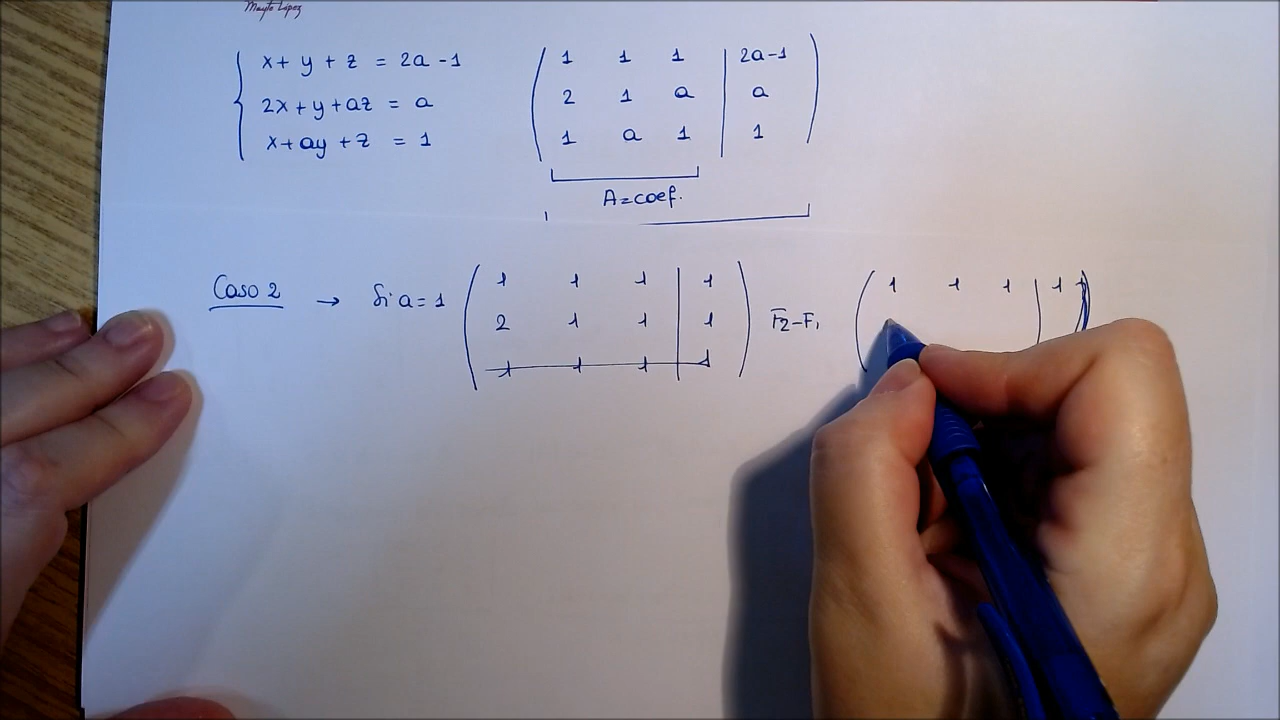 Mayte López
x + y + z = 2a - 1
2x + y + az = a
x + ay + z = 1
1 1 1 | 2a-1
2 1 a | a
1 a 1 | 1
A=coef.
Caso 2 → Si a = 1
1 1 1 | 1
2 1 1 | 1
1 1 1 | 1
F2-F1
1 1 1 | 1